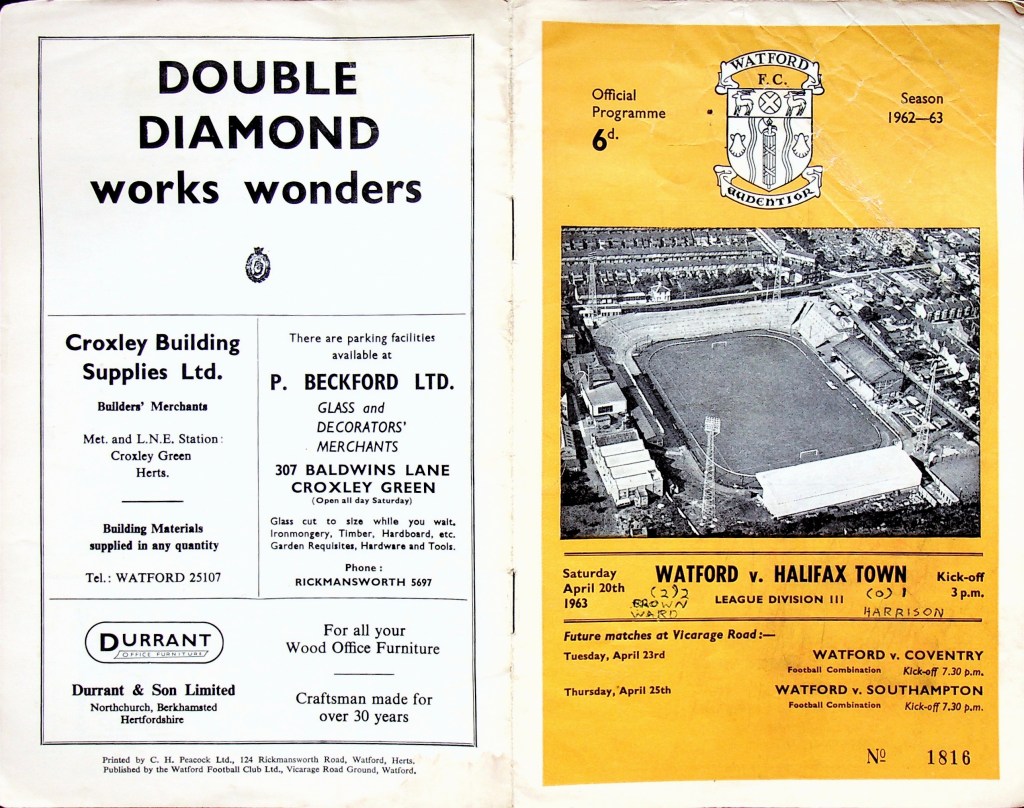 DOUBLE
DIAMOND
works wonders
Croxley Building
Supplies Ltd.
Builders' Merchants
Met. and L.N.E. Station:
Croxley Green
Herts.
Building Materials
supplied in any quantity
Tel.: WATFORD 25107
There are parking facilities
available at
P. BECKFORD LTD.
GLASS and
DECORATORS'
MERCHANTS
307 BALDWINS LANE
CROXLEY GREEN
(Open all day Saturday)
Glass cut to size while you wait.
Ironmongery, Timber, Hardboard, etc.
Garden Requisites, Hardware and Tools.
Phone:
RICKMANSWORTH 5697
DURRANT
OFFICE FURNITURE
Durrant & Son Limited
Northchurch, Berkhamsted
Hertfordshire
For all your
Wood Office Furniture
Craftsman made for
over 30 years
Printed by C. H. Peacock Ltd., 124 Rickmansworth Road, Watford, Herts.
Published by the Watford Football Club Ltd., Vicarage Road Ground, Watford.
Official
Programme
6d.
WATFORD
F.C.
AUDENTIOR
Season
1962—63
Saturday
April 20th
1963
WATFORD v. HALIFAX TOWN
LEAGUE DIVISION III
Kick-off
3 p.m.
(2) 2
BROWN
WARD
(0) 1
HARRISON
Future matches at Vicarage Road:—
Tuesday, April 23rd
WATFORD v. COVENTRY
Football Combination Kick-off 7.30 p.m.
Thursday, April 25th
WATFORD v. SOUTHAMPTON
Football Combination Kick-off 7.30 p.m.
No 1816